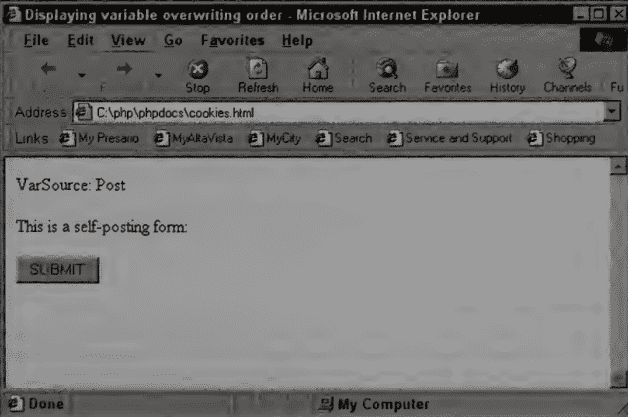 Displaying variable overwriting order - Microsoft Internet Explorer
File Edit View Go Favorites Help
Stop Refresh Home Search Favorites History Channels Fu
Address C:\php\phpdocs\cookies.html
Links My Presario MyAltaVista MyCity Search Service and Support Shopping
VarSource: Post
This is a self-posting form:
SUBMIT
Done My Computer